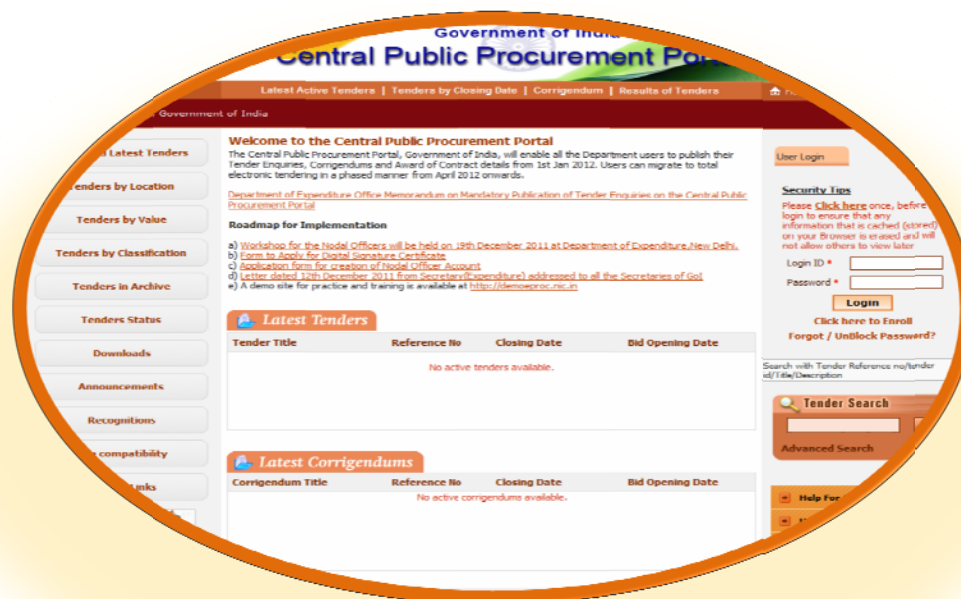 Government of India
Central Public Procurement
Latest Active Tenders | Tenders by Closing Date | Corrigendum | Results of Tenders
Government of India
Latest Tenders
Tenders by Location
Tenders by Value
Tenders by Classification
Tenders in Archive
Tenders Status
Downloads
Announcements
Recognitions
compatibility
Welcome to the Central Public Procurement Portal
The Central Public Procurement Portal, Government of India, will enable all the Department users to publish their
Tender Enquiries, Corrigendums and Award of Contract details from 1st Jan 2012. Users can migrate to total
electronic tendering in a phased manner from April 2012 onwards.
Department of Expenditure Office Memorandum on Mandatory Publication of Tender Enquiries on the Central Public
Procurement Portal
Roadmap for Implementation
a) Workshop for the Nodal Officers will be held on 19th December 2011 at Department of Expenditure,New Delhi.
b) Form to Apply for Digital Signature Certificate
c) Application form for creation of Nodal Officer Account
d) Letter dated 12th December 2011 from Secretary(Expenditure) addressed to all the Secretaries of GoI
e) A demo site for practice and training is available at http://demoeproc.nic.in
Latest Tenders
Tender Title Reference No Closing Date Bid Opening Date
No active tenders available.
Latest Corrigendums
Corrigendum Title Reference No Closing Date Bid Opening Date
No active corrigendums available.
User Login
Security Tips
Please Click here once, before
login to ensure that any
information that is cached (stored)
on your Browser is erased and will
not allow others to view later
Login ID *
Password *
Login
Click here to Enroll
Forgot / UnBlock Password?
Search with Tender Reference no/tender
id/Title/Description
Tender Search
Advanced Search
Help For